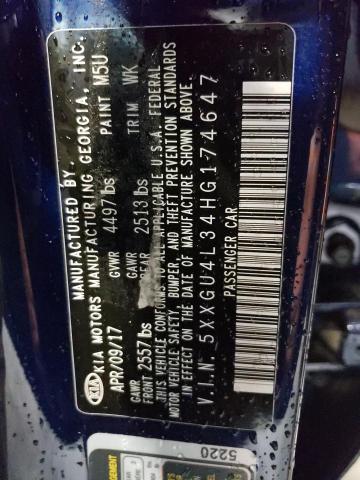 MANUFACTURED BY.
KIA KIA MOTORS MANUFACTURING GEORGIA, INC.
APR/09/17 GVWR 4497 lbs PAINT M5U
GAWR FRONT 2557 lbs GAWR REAR 2513 lbs TRIM WK
THIS VEHICLE CONFORMS TO ALL APPLICABLE U.S.A. FEDERAL
MOTOR VEHICLE SAFETY, BUMPER, AND THEFT PREVENTION STANDARDS
IN EFFECT ON THE DATE OF MANUFACTURE SHOWN ABOVE.
V.I.N. 5XXGU4L34HG174647
PASSENGER CAR
5220